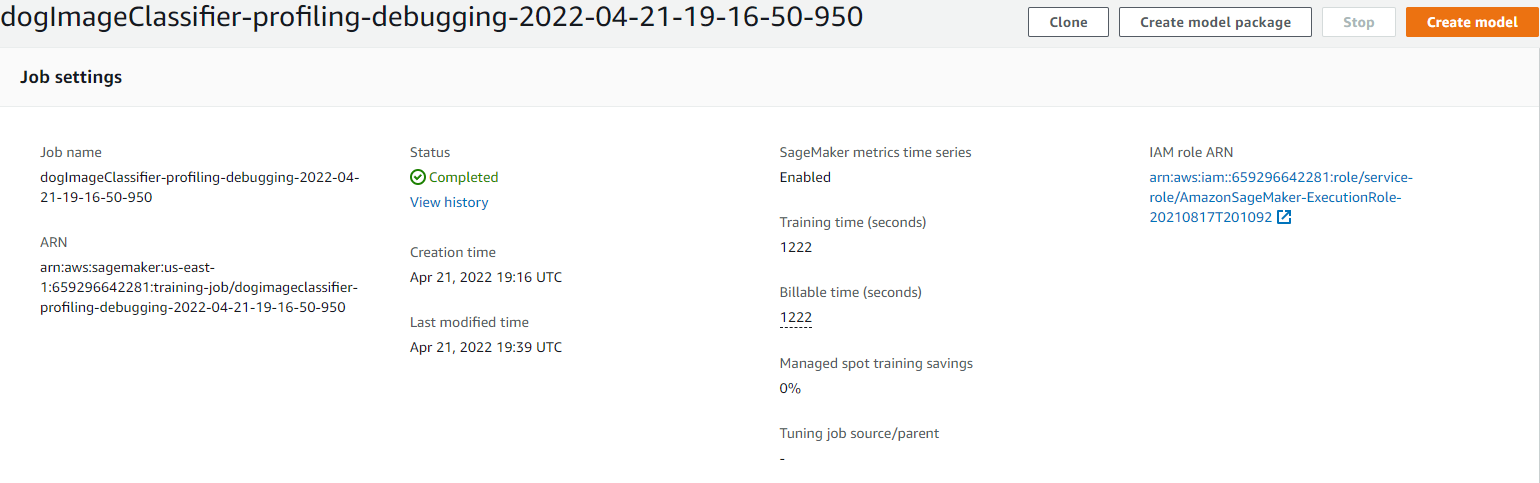 dogImageClassifier-profiling-debugging-2022-04-21-19-16-50-950
Clone
Create model package
Stop
Create model
Job settings
Job name
dogImageClassifier-profiling-debugging-2022-04-
21-19-16-50-950
ARN
arn:aws:sagemaker:us-east-
1:659296642281:training-job/dogimageclassifier-
profiling-debugging-2022-04-21-19-16-50-950
Status
Completed
View history
Creation time
Apr 21, 2022 19:16 UTC
Last modified time
Apr 21, 2022 19:39 UTC
SageMaker metrics time series
Enabled
Training time (seconds)
1222
Billable time (seconds)
1222
Managed spot training savings
0%
Tuning job source/parent
-
IAM role ARN
arn:aws:iam::659296642281:role/service-
role/AmazonSageMaker-ExecutionRole-
20210817T201092